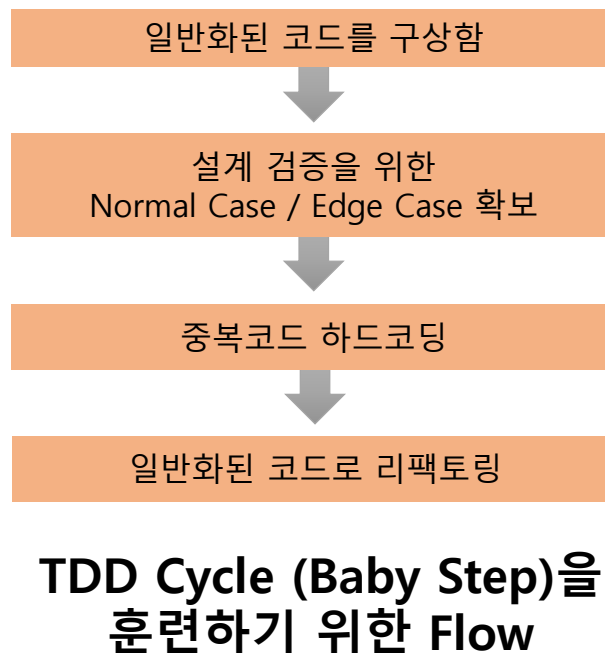 일반화된 코드를 구상함
설계 검증을 위한
Normal Case / Edge Case 확보
중복코드 하드코딩
일반화된 코드로 리팩토링
TDD Cycle (Baby Step)을
훈련하기 위한 Flow